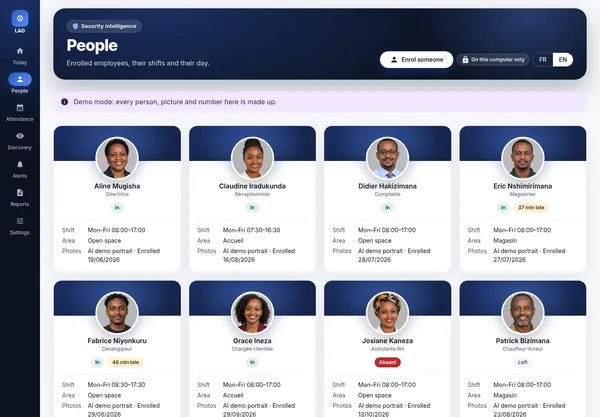 LAG
Today
People
Attendance
Discovery
Alerts
Reports
Settings
Security intelligence
People
Enrolled employees, their shifts and their day.
Enrol someone
On this computer only
FR
EN
Demo mode: every person, picture and number here is made up.
Aline Mugisha
Directrice
In
Shift Mon–Fri 08:00–17:00
Area Open space
Photos AI demo portrait · Enrolled
19/06/2026
Claudine Iradukunda
Réceptionniste
In
Shift Mon–Fri 07:30–16:30
Area Accueil
Photos AI demo portrait · Enrolled
16/08/2026
Didier Hakizimana
Comptable
In
Shift Mon–Fri 08:00–17:00
Area Open space
Photos AI demo portrait · Enrolled
28/07/2026
Eric Nshimirimana
Magasinier
In 37 min late
Shift Mon–Fri 08:00–17:00
Area Magasin
Photos AI demo portrait · Enrolled
27/07/2026
Fabrice Niyonkuru
Développeur
In 48 min late
Shift Mon–Fri 08:30–17:30
Area Open space
Photos AI demo portrait · Enrolled
29/06/2026
Grace Ineza
Chargée clientèle
In
Shift Mon–Fri 08:00–17:00
Area Accueil
Photos AI demo portrait · Enrolled
29/09/2026
Josiane Kaneza
Assistante RH
Absent
Shift Mon–Fri 08:00–17:00
Area Open space
Photos AI demo portrait · Enrolled
13/10/2026
Patrick Bizimana
Chauffeur-livreur
Left
Shift Mon–Fri 08:00–17:00
Area Magasin
Photos AI demo portrait · Enrolled
23/08/2026